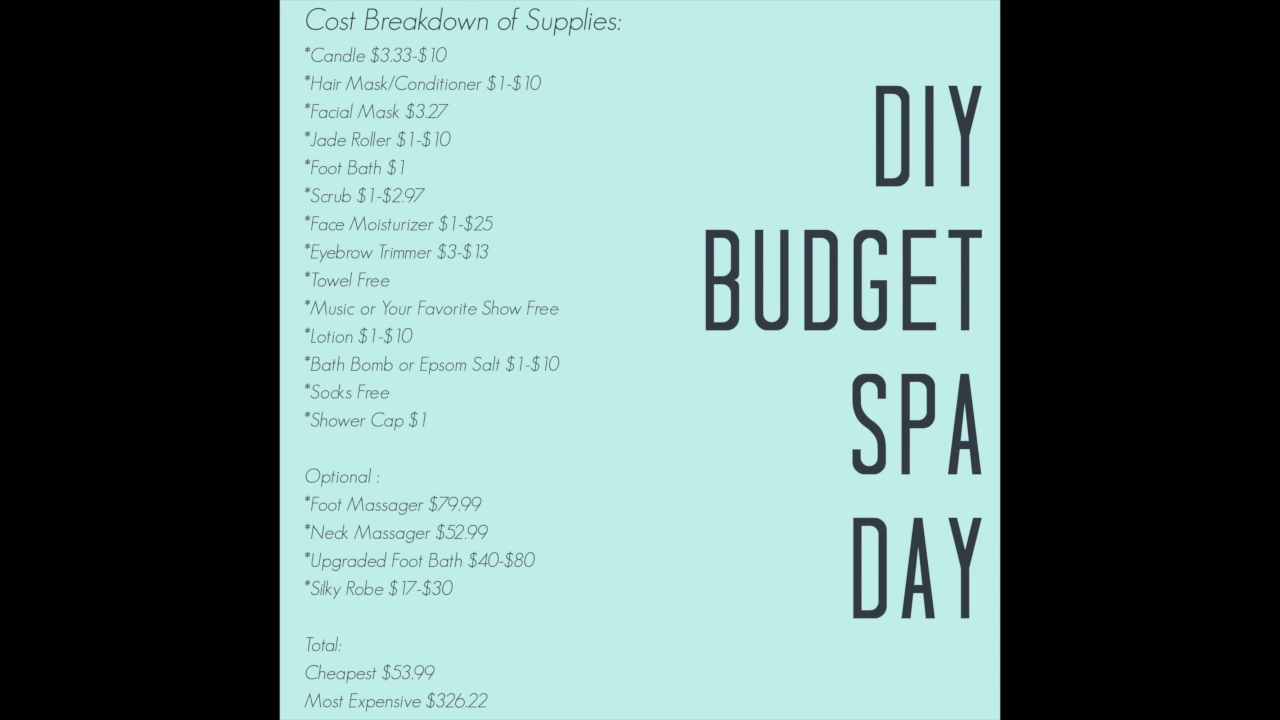 Cost Breakdown of Supplies:
*Candle $3.33-$10
*Hair Mask/Conditioner $1-$10
*Facial Mask $3.27
*Jade Roller $1-$10
*Foot Bath $1
*Scrub $1-$2.97
*Face Moisturizer $1-$25
*Eyebrow Trimmer $3-$13
*Towel Free
*Music or Your Favorite Show Free
*Lotion $1-$10
*Bath Bomb or Epsom Salt $1-$10
*Socks Free
*Shower Cap $1
Optional :
*Foot Massager $79.99
*Neck Massager $52.99
*Upgraded Foot Bath $40-$80
*Silky Robe $17-$30
Total:
Cheapest $53.99
Most Expensive $326.22
DIY
BUDGET
SPA
DAY